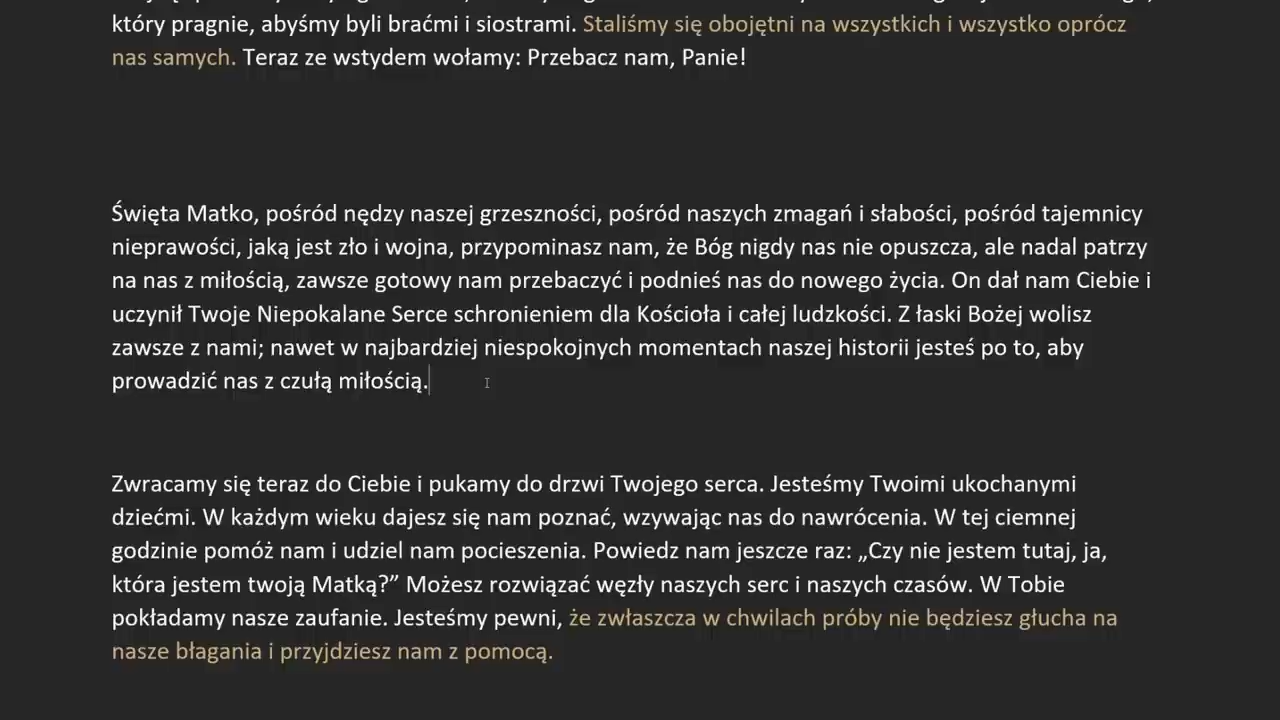 który pragnie, abyśmy byli braćmi i siostrami. Staliśmy się obojętni na wszystkich i wszystko oprócz
nas samych. Teraz ze wstydem wołamy: Przebacz nam, Panie!
Święta Matko, pośród nędzy naszej grzeszności, pośród naszych zmagań i słabości, pośród tajemnicy
nieprawości, jaką jest zło i wojna, przypominasz nam, że Bóg nigdy nas nie opuszcza, ale nadal patrzy
na nas z miłością, zawsze gotowy nam przebaczyć i podnieś nas do nowego życia. On dał nam Ciebie i
uczynił Twoje Niepokalane Serce schronieniem dla Kościoła i całej ludzkości. Z łaski Bożej wolisz
zawsze z nami; nawet w najbardziej niespokojnych momentach naszej historii jesteś po to, aby
prowadzić nas z czułą miłością.
Zwracamy się teraz do Ciebie i pukamy do drzwi Twojego serca. Jesteśmy Twoimi ukochanymi
dziećmi. W każdym wieku dajesz się nam poznać, wzywając nas do nawrócenia. W tej ciemnej
godzinie pomóż nam i udziel nam pocieszenia. Powiedz nam jeszcze raz: „Czy nie jestem tutaj, ja,
która jestem twoją Matką?” Możesz rozwiązać węzły naszych serc i naszych czasów. W Tobie
pokładamy nasze zaufanie. Jesteśmy pewni, że zwłaszcza w chwilach próby nie będziesz głucha na
nasze błagania i przyjdziesz nam z pomocą.